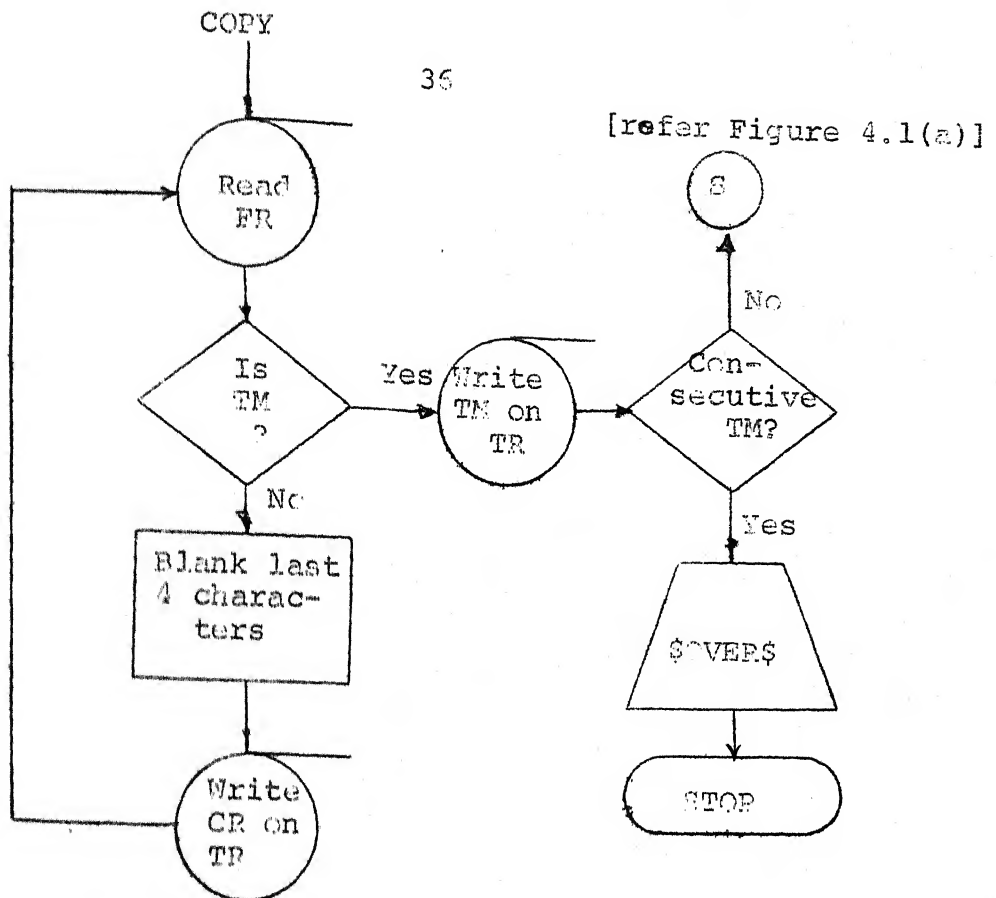 COPY
36
[refer Figure 4.1(a)]
S
Read
FR
No
Is
TM
?
Yes
Write
TM on
TR
Con-
secutive
TM?
No
Yes
Blank last
4 charac-
ters
$OVER$
Write
CR on
TR
STOP